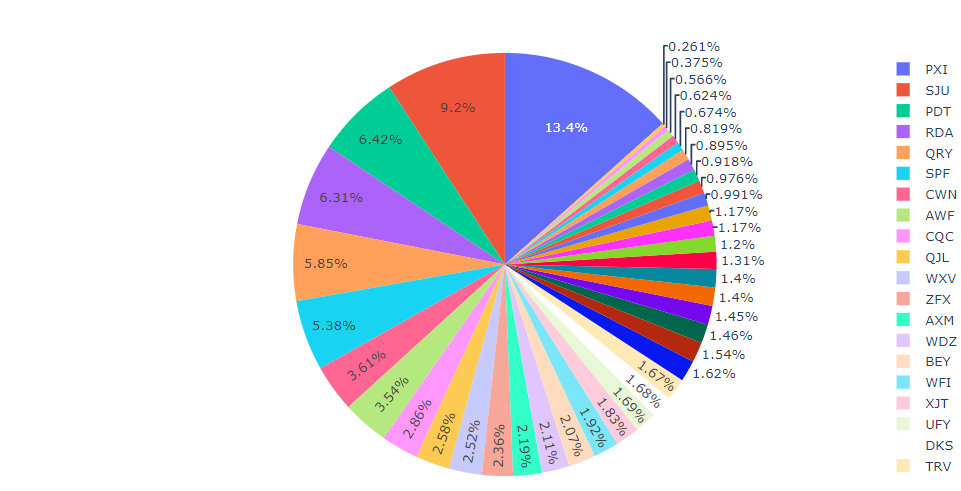 0.261%
0.375%
0.566%
0.624%
0.674%
0.819%
0.895%
0.918%
0.976%
0.991%
1.17%
1.17%
1.2%
1.31%
1.4%
1.4%
1.45%
1.46%
1.54%
1.62%
1.67%
1.68%
1.69%
1.83%
1.92%
2.07%
2.11%
2.19%
2.36%
2.52%
2.58%
2.86%
3.54%
3.61%
5.38%
5.85%
6.31%
6.42%
9.2%
13.4%
PXI
SJU
PDT
RDA
QRY
SPF
CWN
AWF
CQC
QJL
WXV
ZFX
AXM
WDZ
BEY
WFI
XJT
UFY
DKS
TRV